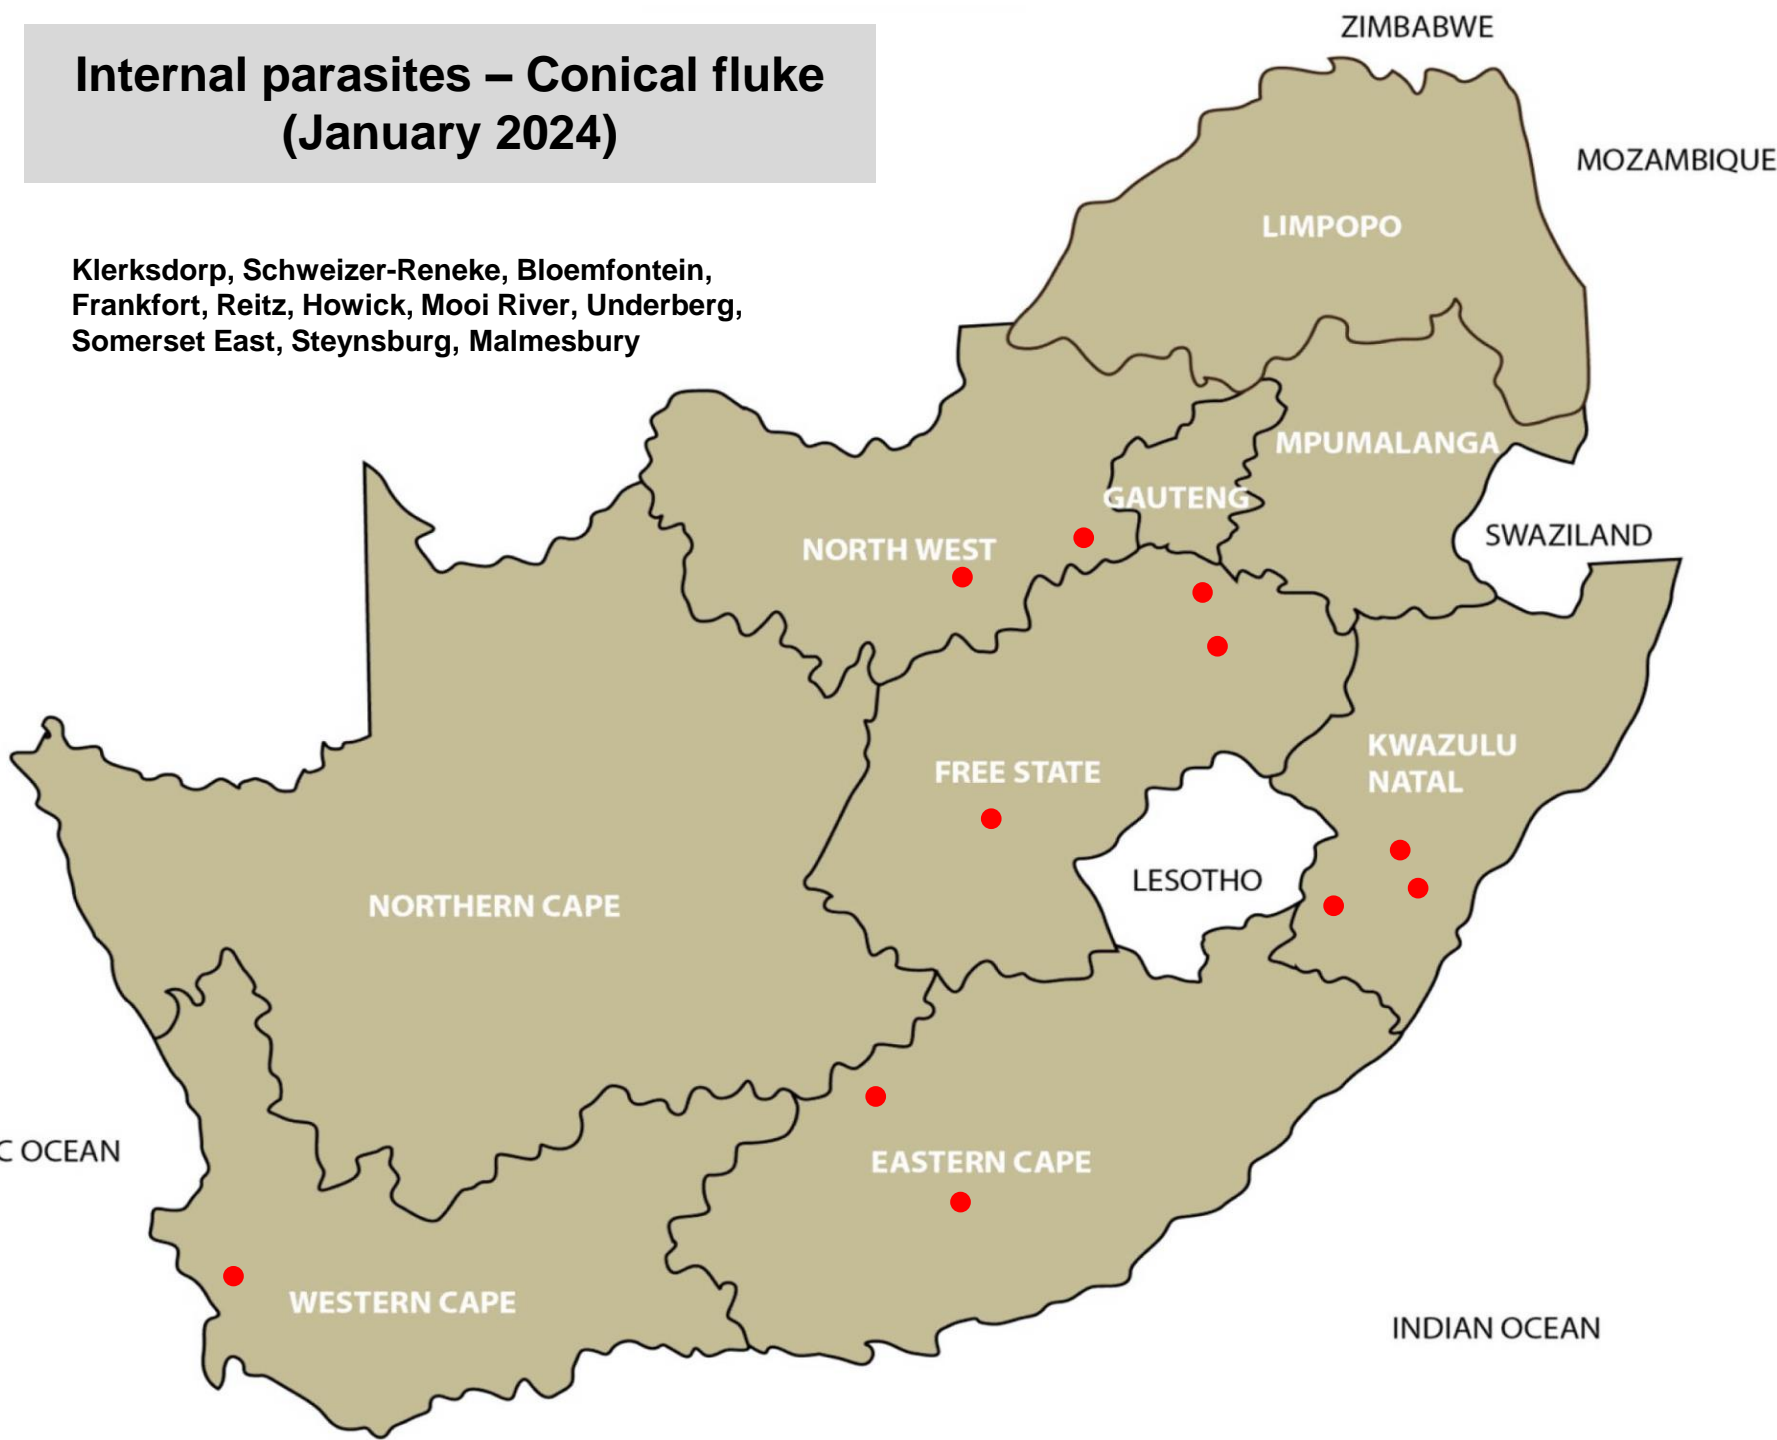 Internal parasites – Conical fluke
(January 2024)
Klerksdorp, Schweizer-Reneke, Bloemfontein,
Frankfort, Reitz, Howick, Mooi River, Underberg,
Somerset East, Steynsburg, Malmesbury
ZIMBABWE
MOZAMBIQUE
LIMPOPO
MPUMALANGA
GAUTENG
SWAZILAND
NORTH WEST
KWAZULU
NATAL
FREE STATE
LESOTHO
NORTHERN CAPE
C OCEAN
EASTERN CAPE
WESTERN CAPE
INDIAN OCEAN